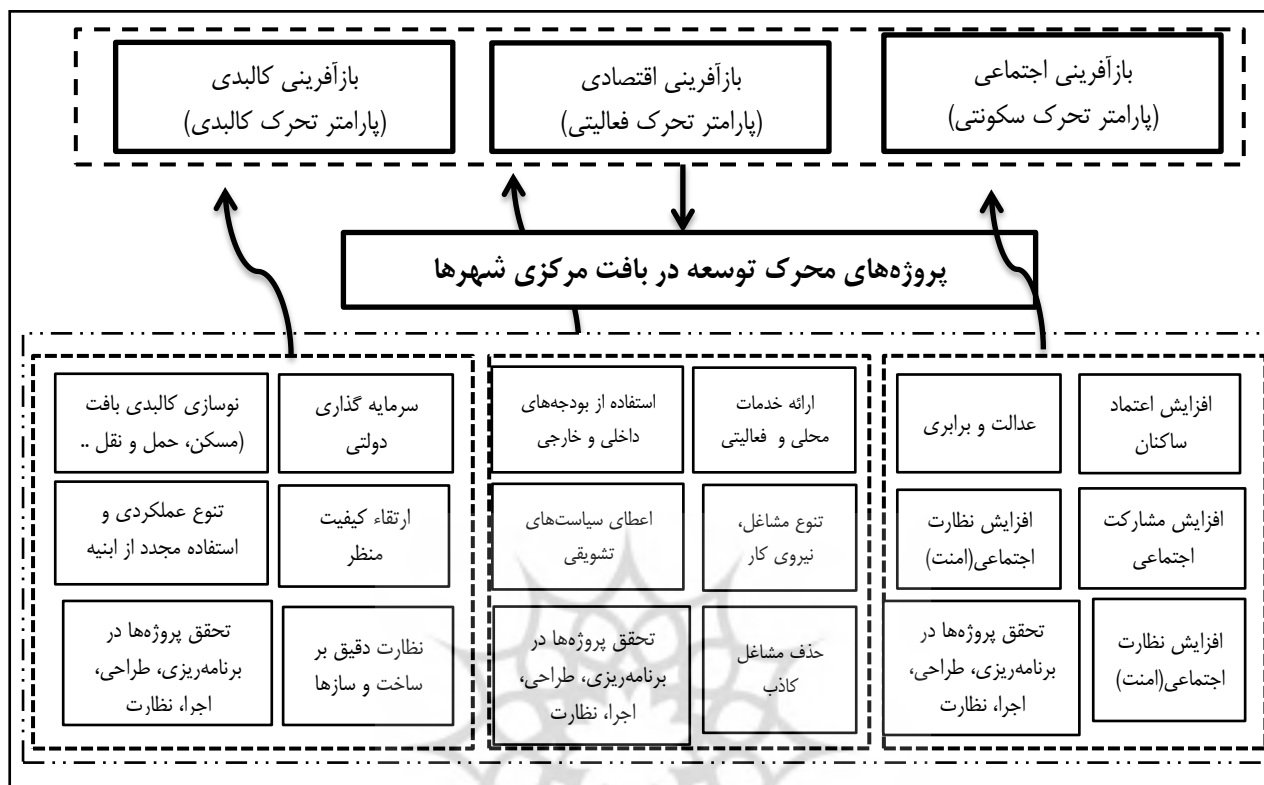 بازآفرینی اجتماعی
(پارامتر تحرک سکونتی)
بازآفرینی اقتصادی
(پارامتر تحرک فعالیتی)
بازآفرینی کالبدی
(پارامتر تحرک کالبدی)
پروژه‌های محرک توسعه در بافت مرکزی شهرها
افزایش اعتماد
ساکنان
عدالت و برابری
افزایش مشارکت
اجتماعی
افزایش نظارت
اجتماعی(امنت)
افزایش نظارت
اجتماعی(امنت)
تحقق پروژه‌ها در
برنامه‌ریزی، طراحی،
اجرا، نظارت
ارائه خدمات
محلی و فعالیتی
استفاده از بودجه‌های
داخلی و خارجی
تنوع مشاغل،
نیروی کار
اعطای سیاست‌های
تشویقی
حذف مشاغل
کاذب
تحقق پروژه‌ها در
برنامه‌ریزی، طراحی،
اجرا، نظارت
سرمایه گذاری
دولتی
نوسازی کالبدی بافت
(مسکن، حمل و نقل ..
ارتقاء کیفیت
منظر
تنوع عملکردی و
استفاده مجدد از ابنیه
نظارت دقیق بر
ساخت و سازها
تحقق پروژه‌ها در
برنامه‌ریزی، طراحی،
اجرا، نظارت